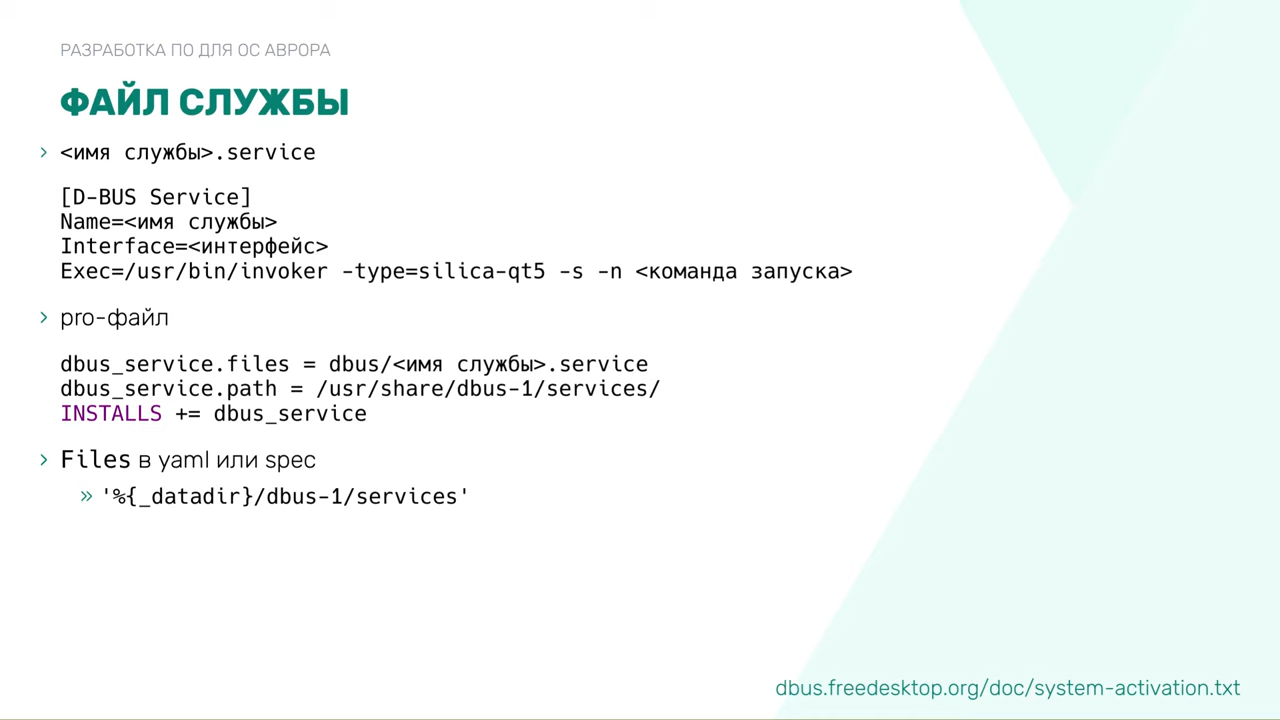 РАЗРАБОТКА ПО ДЛЯ ОС АВРОРА
ФАЙЛ СЛУЖБЫ
› <имя службы>.service
[D-BUS Service]
Name=<имя службы>
Interface=<интерфейс>
Exec=/usr/bin/invoker -type=silica-qt5 -s -n <команда запуска>
› pro-файл
dbus_service.files = dbus/<имя службы>.service
dbus_service.path = /usr/share/dbus-1/services/
INSTALLS += dbus_service
› Files в yaml или spec
» '%{_datadir}/dbus-1/services'
dbus.freedesktop.org/doc/system-activation.txt